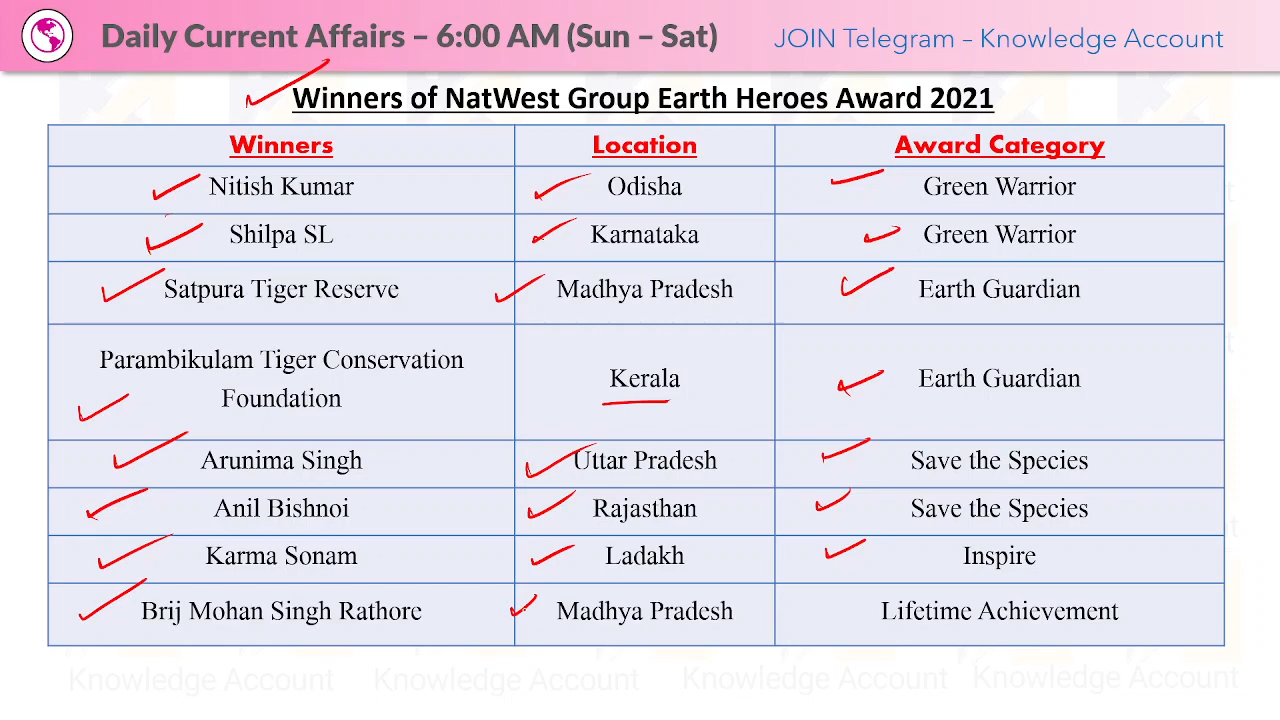 Daily Current Affairs – 6:00 AM (Sun – Sat)
JOIN Telegram – Knowledge Account
Winners of NatWest Group Earth Heroes Award 2021
Winners Location Award Category
Nitish Kumar Odisha Green Warrior
Shilpa SL Karnataka Green Warrior
Satpura Tiger Reserve Madhya Pradesh Earth Guardian
Parambikulam Tiger Conservation
Foundation Kerala Earth Guardian
Arunima Singh Uttar Pradesh Save the Species
Anil Bishnoi Rajasthan Save the Species
Karma Sonam Ladakh Inspire
Brij Mohan Singh Rathore Madhya Pradesh Lifetime Achievement
Knowledge Account Knowledge Account Knowledge Account Knowledge Account